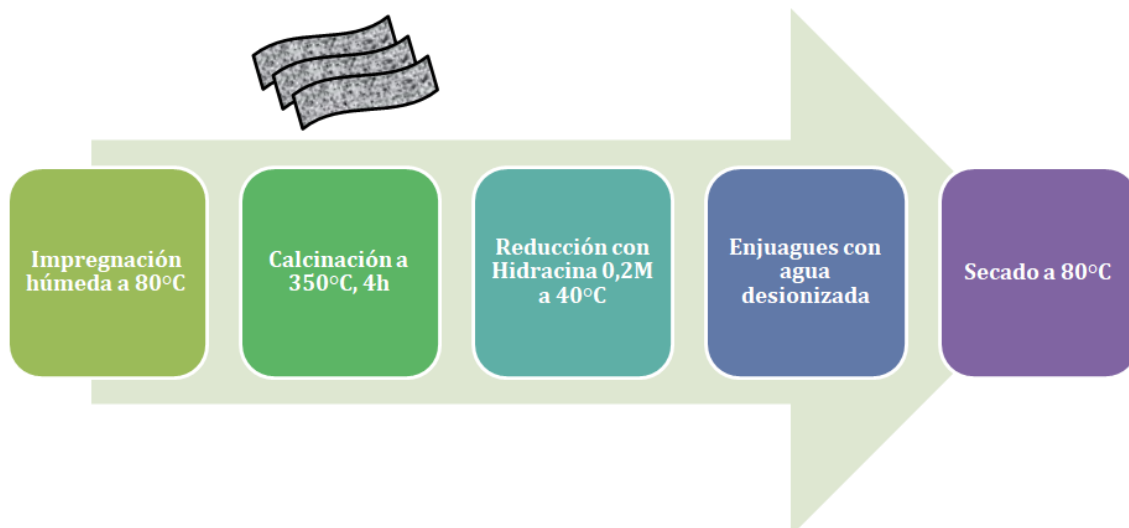 Impregnación
húmeda a 80°C
Calcinación a
350°C, 4h
Reducción con
Hidracina 0,2M
a 40°C
Enjuagues con
agua
desionizada
Secado a 80°C